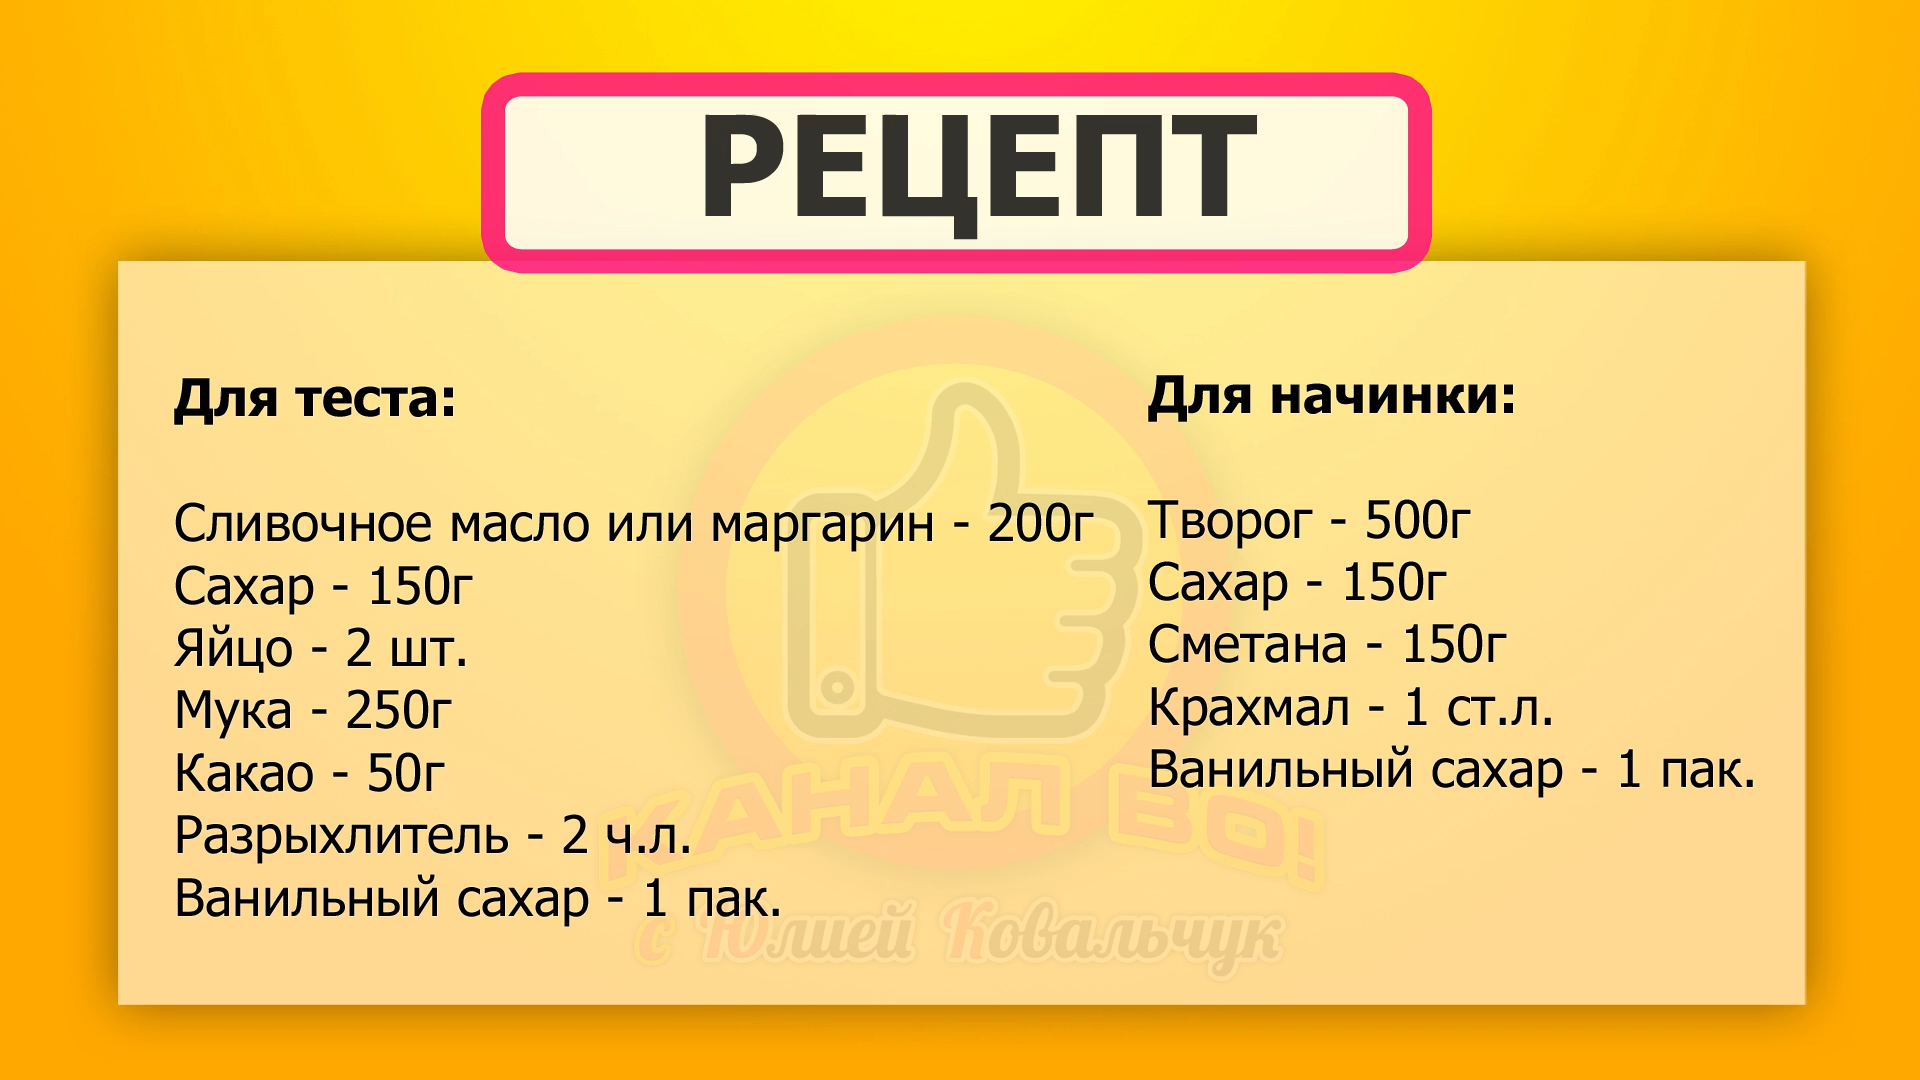 РЕЦЕПТ
Для теста:
Сливочное масло или маргарин - 200г
Сахар - 150г
Яйцо - 2 шт.
Мука - 250г
Какао - 50г
Разрыхлитель - 2 ч.л.
Ванильный сахар - 1 пак.
Для начинки:
Творог - 500г
Сахар - 150г
Сметана - 150г
Крахмал - 1 ст.л.
Ванильный сахар - 1 пак.
КАНАЛ ВО!
с Юлией Ковальчук